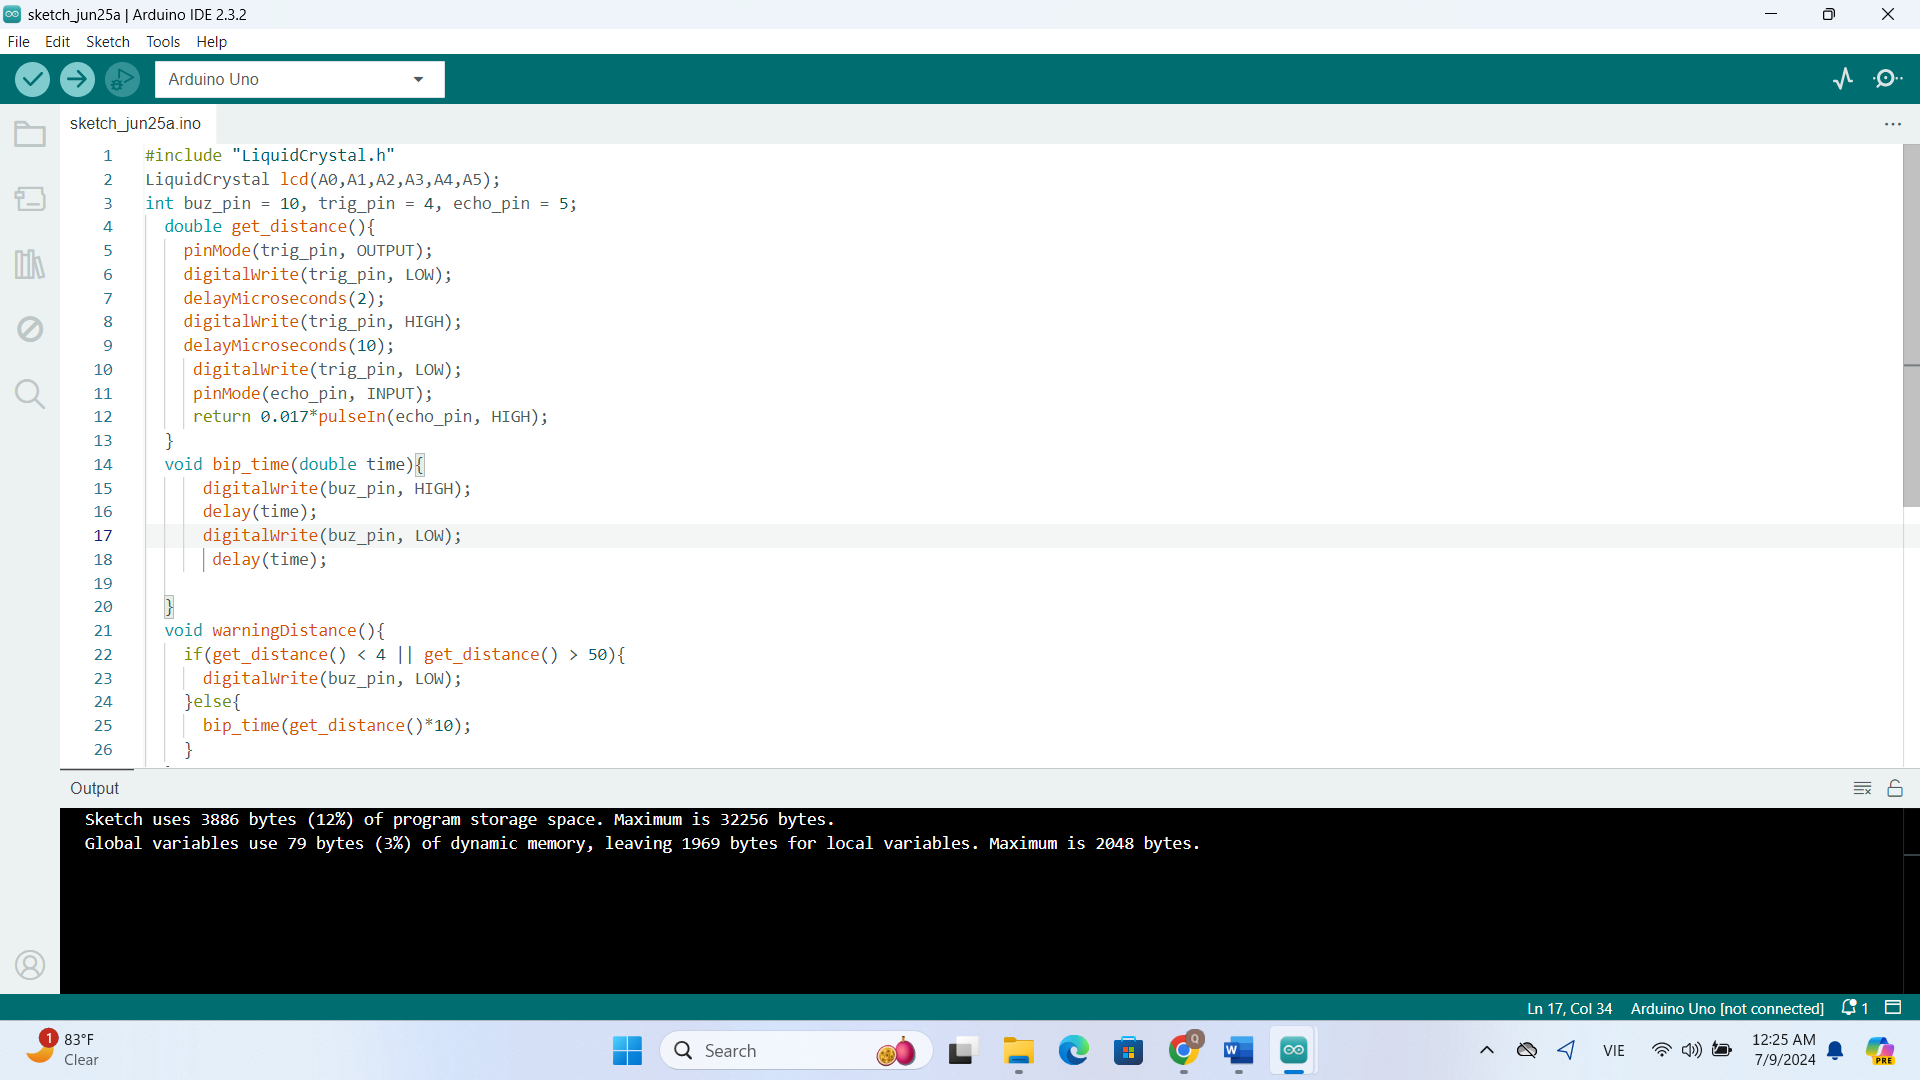 sketch_jun25a | Arduino IDE 2.3.2
File Edit Sketch Tools Help
Arduino Uno
sketch_jun25a.ino
1 #include "LiquidCrystal.h"
2 LiquidCrystal lcd(A0,A1,A2,A3,A4,A5);
3 int buz_pin = 10, trig_pin = 4, echo_pin = 5;
4 double get_distance(){
5 pinMode(trig_pin, OUTPUT);
6 digitalWrite(trig_pin, LOW);
7 delayMicroseconds(2);
8 digitalWrite(trig_pin, HIGH);
9 delayMicroseconds(10);
10 digitalWrite(trig_pin, LOW);
11 pinMode(echo_pin, INPUT);
12 return 0.017*pulseIn(echo_pin, HIGH);
13 }
14 void bip_time(double time){
15 digitalWrite(buz_pin, HIGH);
16 delay(time);
17 digitalWrite(buz_pin, LOW);
18 delay(time);
19
20 }
21 void warningDistance(){
22 if(get_distance() < 4 || get_distance() > 50){
23 digitalWrite(buz_pin, LOW);
24 }else{
25 bip_time(get_distance()*10);
26 }
Output
Sketch uses 3886 bytes (12%) of program storage space. Maximum is 32256 bytes.
Global variables use 79 bytes (3%) of dynamic memory, leaving 1969 bytes for local variables. Maximum is 2048 bytes.
Ln 17, Col 34 Arduino Uno [not connected] 1
1 83°F
Clear
Search
Q
W
VIE
12:25 AM
7/9/2024
PRE